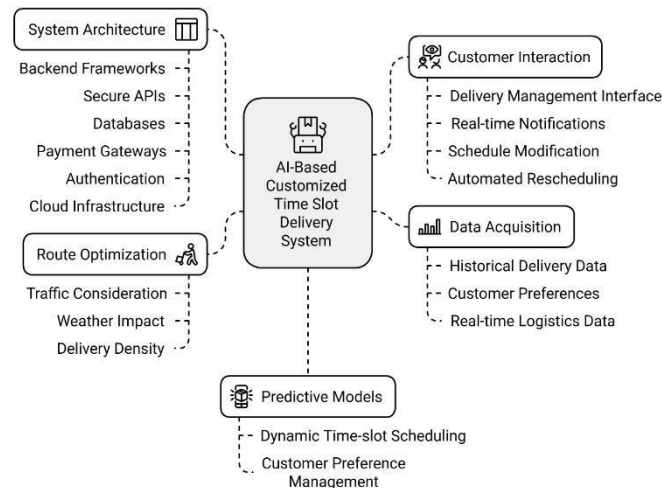 System Architecture
Backend Frameworks
Secure APIs
Databases
Payment Gateways
Authentication
Cloud Infrastructure
Route Optimization
Traffic Consideration
Weather Impact
Delivery Density
AI-Based
Customized
Time Slot
Delivery
System
Customer Interaction
Delivery Management Interface
Real-time Notifications
Schedule Modification
Automated Rescheduling
Data Acquisition
Historical Delivery Data
Customer Preferences
Real-time Logistics Data
Predictive Models
Dynamic Time-slot Scheduling
Customer Preference
Management